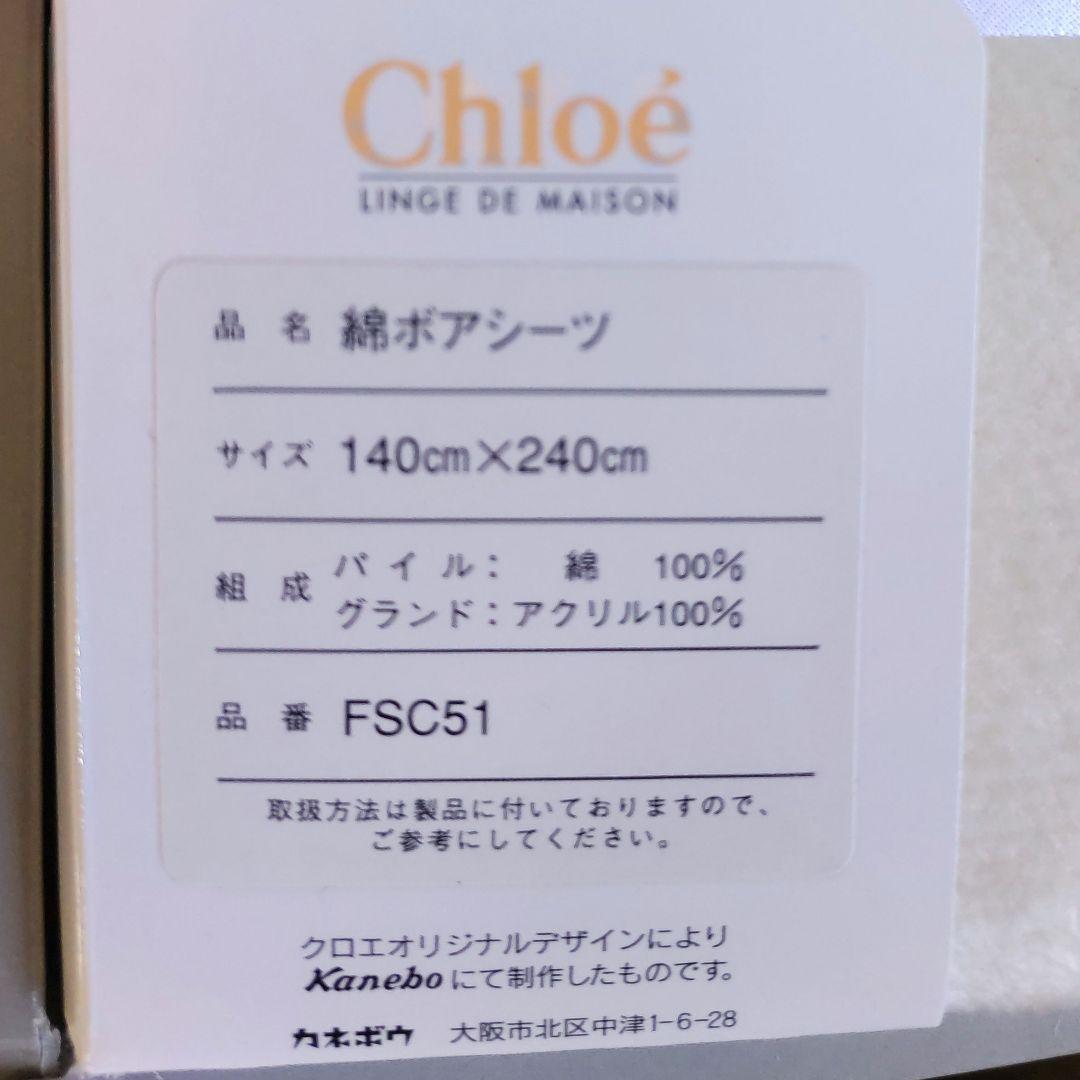 Chloé
LINGE DE MAISON
品名 綿ボアシーツ
サイズ 140cm×240cm
組成 パイル： 綿 100%
グランド：アクリル100%
品番 FSC51
取扱方法は製品に付いておりますので、
ご参考にしてください。
クロエオリジナルデザインにより
Kaneboにて制作したものです。
カネボウ 大阪市北区中津1-6-28